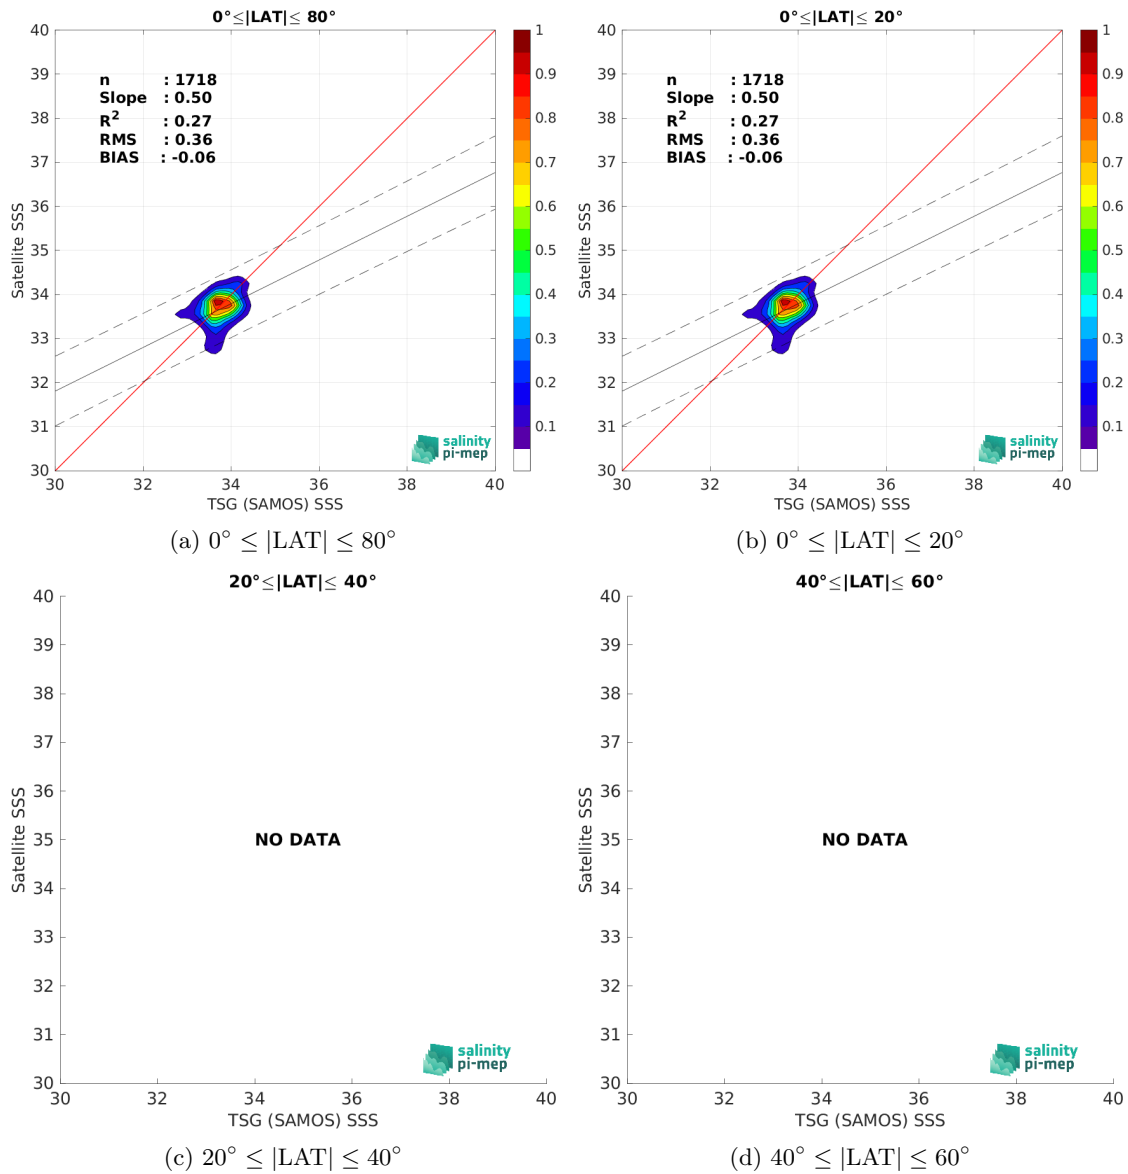 0°≤|LAT|≤ 80°
40
39
38
37
36
35
34
33
32
31
30
30 32 34 36 38 40
Satellite SSS
TSG (SAMOS) SSS
n : 1718
Slope : 0.50
R² : 0.27
RMS : 0.36
BIAS : -0.06
1
0.9
0.8
0.7
0.6
0.5
0.4
0.3
0.2
0.1
salinity
pi-mep
(a) 0° ≤ |LAT| ≤ 80°
0°≤|LAT|≤ 20°
40
39
38
37
36
35
34
33
32
31
30
30 32 34 36 38 40
Satellite SSS
TSG (SAMOS) SSS
n : 1718
Slope : 0.50
R² : 0.27
RMS : 0.36
BIAS : -0.06
1
0.9
0.8
0.7
0.6
0.5
0.4
0.3
0.2
0.1
salinity
pi-mep
(b) 0° ≤ |LAT| ≤ 20°
20°≤|LAT|≤ 40°
40
39
38
37
36
35
34
33
32
31
30
30 32 34 36 38 40
Satellite SSS
TSG (SAMOS) SSS
NO DATA
salinity
pi-mep
(c) 20° ≤ |LAT| ≤ 40°
40°≤|LAT|≤ 60°
40
39
38
37
36
35
34
33
32
31
30
30 32 34 36 38 40
Satellite SSS
TSG (SAMOS) SSS
NO DATA
salinity
pi-mep
(d) 40° ≤ |LAT| ≤ 60°